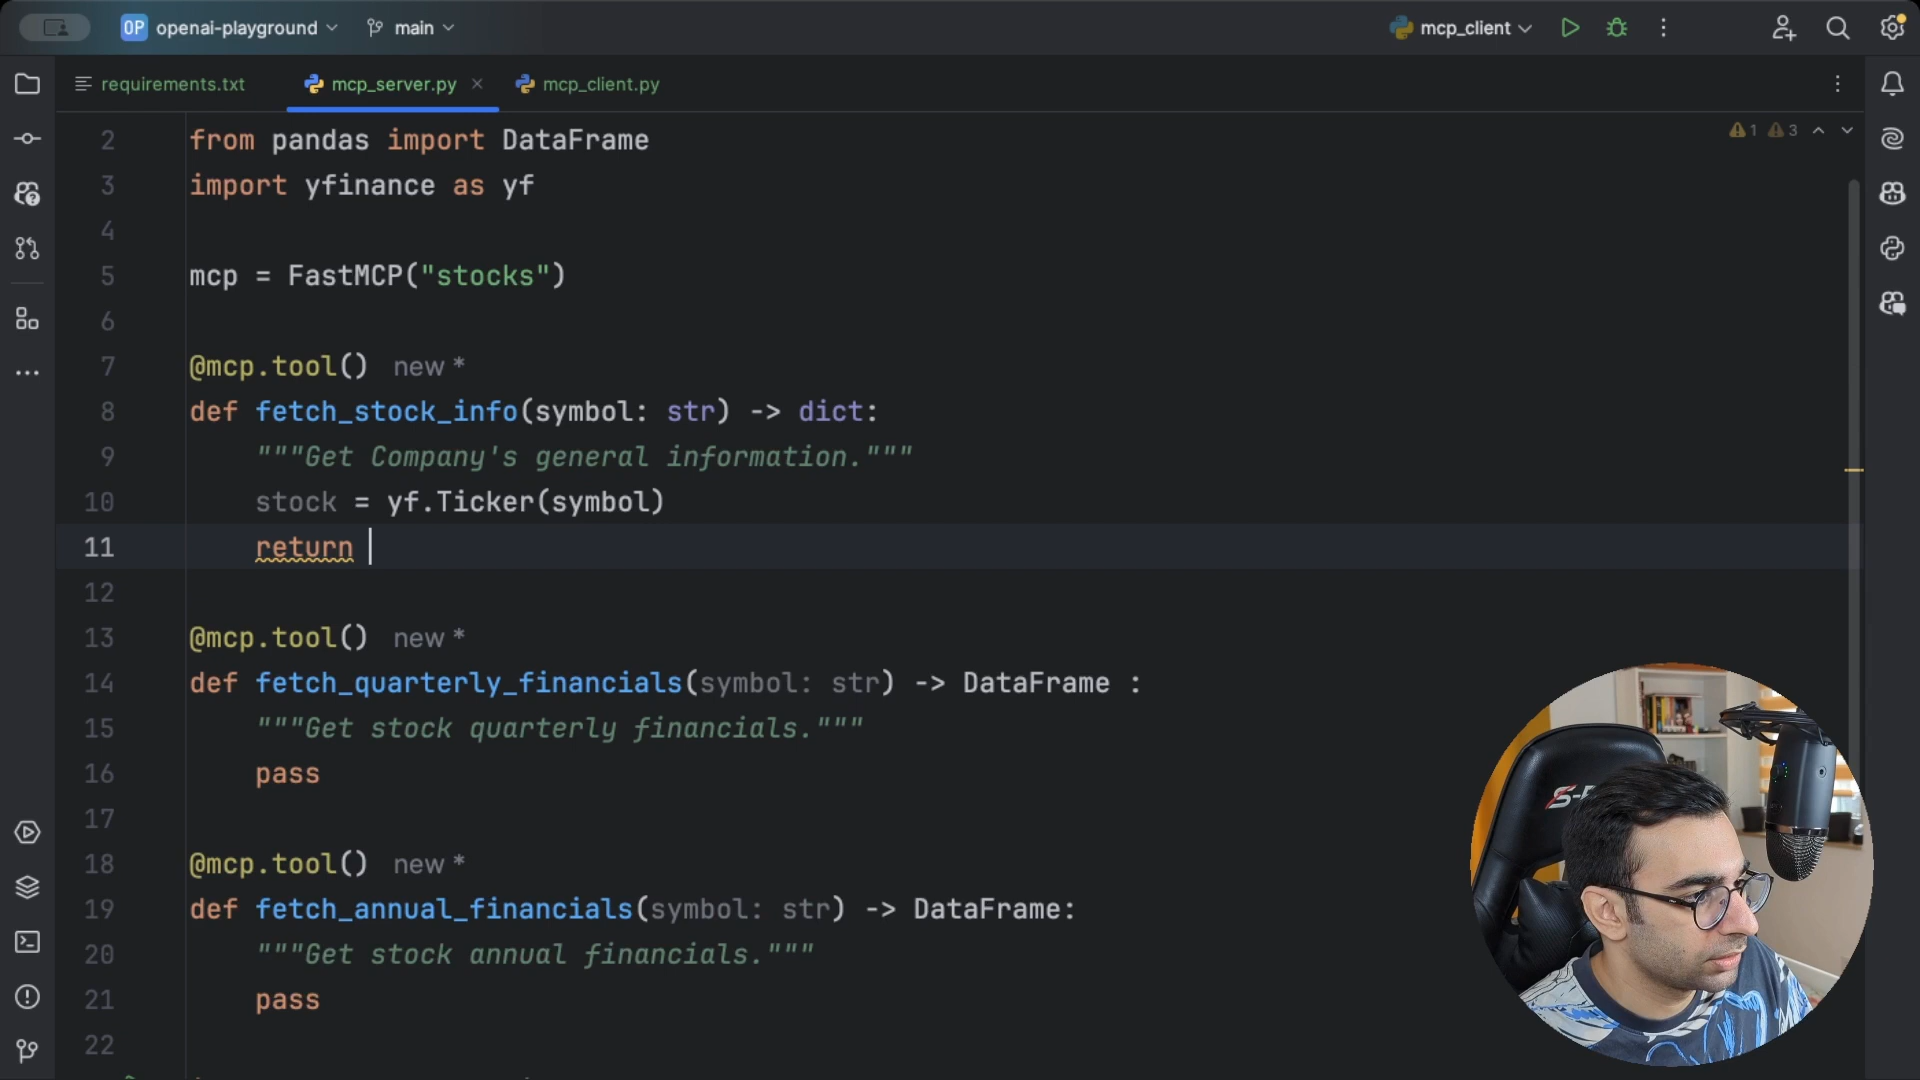 OP openai-playground main mcp_client
requirements.txt mcp_server.py mcp_client.py
1 3
2 from pandas import DataFrame
3 import yfinance as yf
4
5 mcp = FastMCP("stocks")
6
7 @mcp.tool() new *
8 def fetch_stock_info(symbol: str) -> dict:
9 """Get Company's general information."""
10 stock = yf.Ticker(symbol)
11 return
12
13 @mcp.tool() new *
14 def fetch_quarterly_financials(symbol: str) -> DataFrame :
15 """Get stock quarterly financials."""
16 pass
17
18 @mcp.tool() new *
19 def fetch_annual_financials(symbol: str) -> DataFrame:
20 """Get stock annual financials."""
21 pass
22